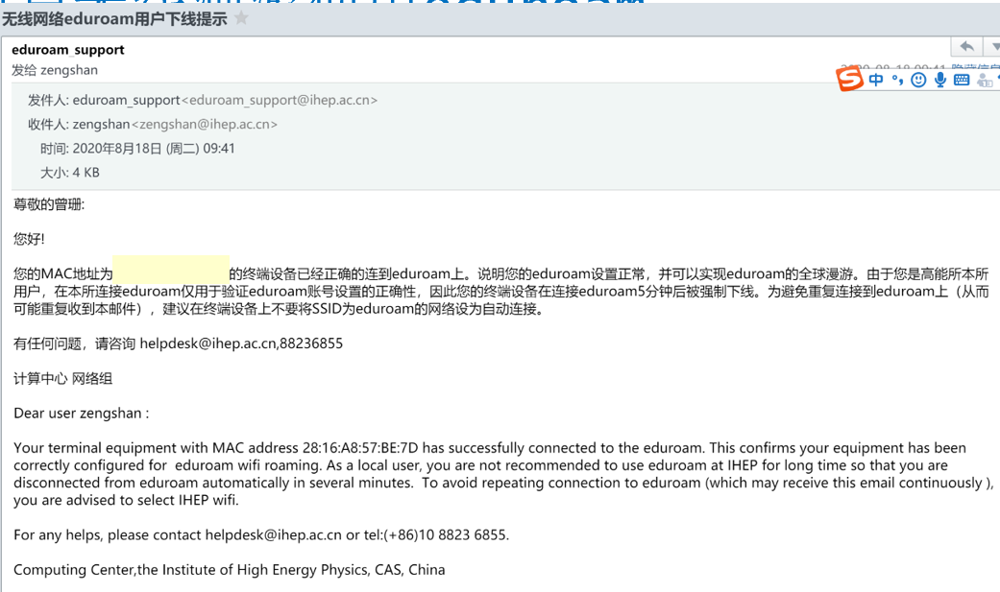 无线网络eduroam用户下线提示
eduroam_support
发给 zengshan
中
发件人: eduroam_support<eduroam_support@ihep.ac.cn>
收件人: zengshan<zengshan@ihep.ac.cn>
时间: 2020年8月18日 (周二) 09:41
大小: 4 KB
尊敬的曾珊:
您好!
您的MAC地址为 的终端设备已经正确的连到eduroam上。说明您的eduroam设置正常，并可以实现eduroam的全球漫游。由于您是高能所本所
用户，在本所连接eduroam仅用于验证eduroam账号设置的正确性，因此您的终端设备在连接eduroam5分钟后被强制下线。为避免重复连接到eduroam上（从而
可能重复收到本邮件），建议在终端设备上不要将SSID为eduroam的网络设为自动连接。
有任何问题，请咨询 helpdesk@ihep.ac.cn,88236855
计算中心 网络组
Dear user zengshan :
Your terminal equipment with MAC address 28:16:A8:57:BE:7D has successfully connected to the eduroam. This confirms your equipment has been
correctly configured for  eduroam wifi roaming. As a local user, you are not recommended to use eduroam at IHEP for long time so that you are
disconnected from eduroam automatically in several minutes.  To avoid repeating connection to eduroam (which may receive this email continuously ),
you are advised to select IHEP wifi.
For any helps, please contact helpdesk@ihep.ac.cn or tel:(+86)10 8823 6855.
Computing Center,the Institute of High Energy Physics, CAS, China